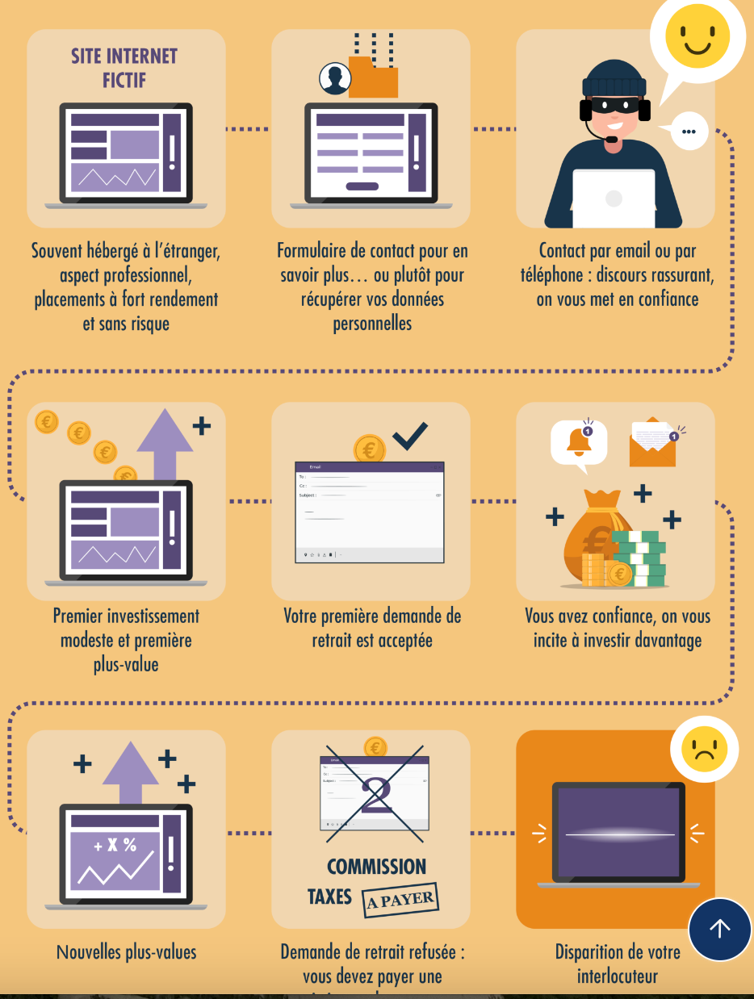 SITE INTERNET
FICTIF
Souvent hébergé à l'étranger,
aspect professionnel,
placements à fort rendement
et sans risque
Formulaire de contact pour en
savoir plus... ou plutôt pour
récupérer vos données
personnelles
Contact par email ou par
téléphone : discours rassurant,
on vous met en confiance
Premier investissement
modeste et première
plus-value
Email
To :
Cc :
Subject :
Votre première demande de
retrait est acceptée
1
1
Vous avez confiance, on vous
incite à investir davantage
+ X %
Nouvelles plus-values
2
COMMISSION
TAXES A PAYER
Demande de retrait refusée :
vous devez payer une
Disparition de votre
interlocuteur